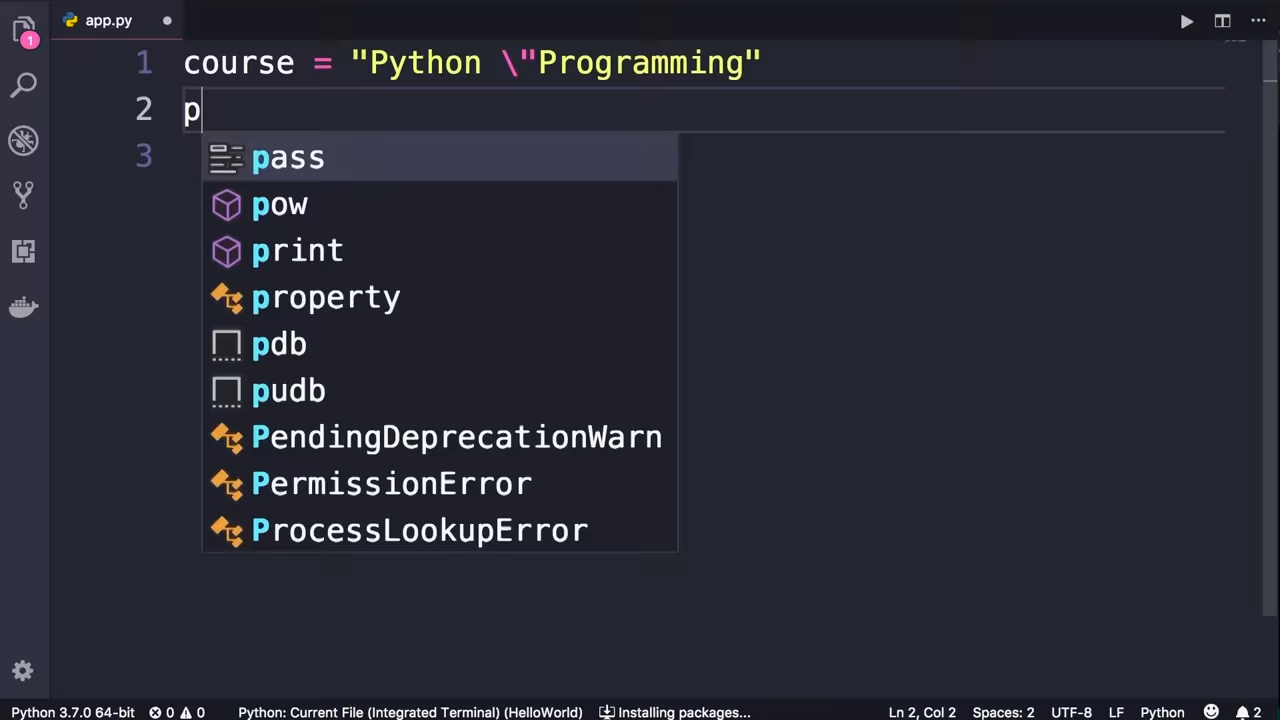 app.py
1
1 course = "Python \"Programming"
2 p
3
pass
pow
print
property
pdb
pudb
PendingDeprecationWarn
PermissionError
ProcessLookupError
Python 3.7.0 64-bit 0 0 Python: Current File (Integrated Terminal) (HelloWorld) Installing packages... Ln 2, Col 2 Spaces: 2 UTF-8 LF Python 2